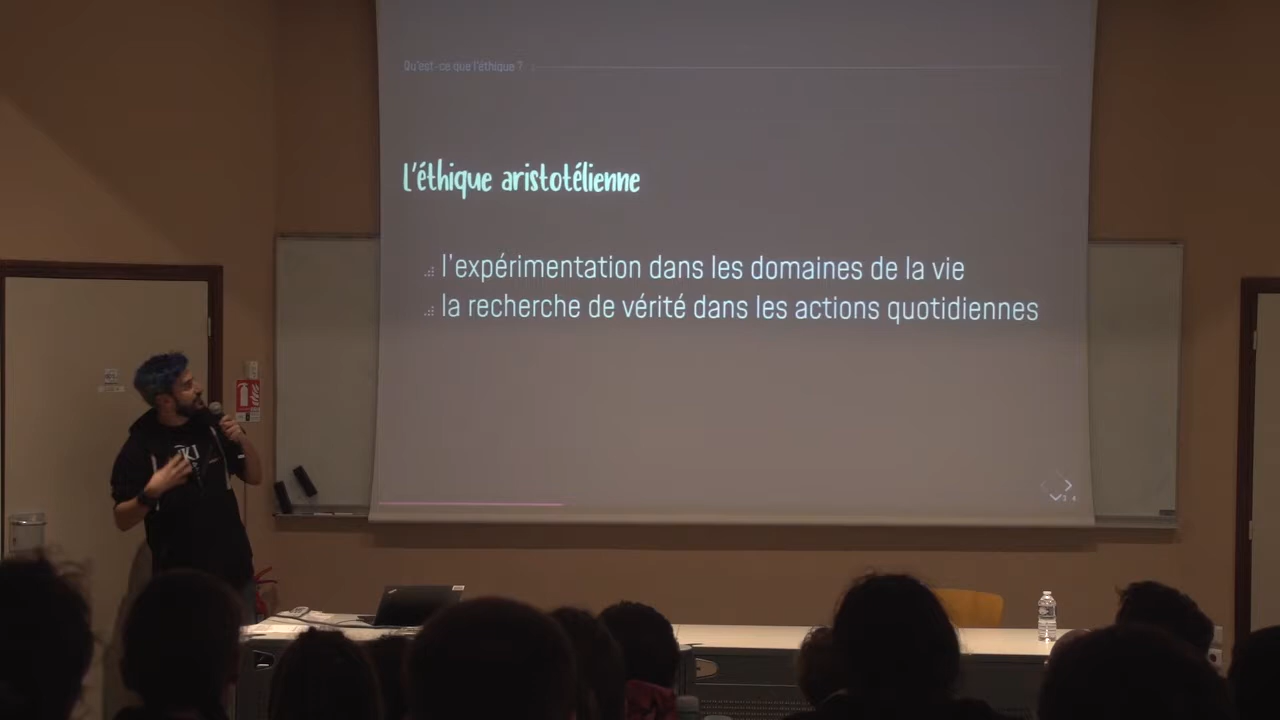 Qu'est-ce que l'éthique ?
L'éthique aristotélienne
l'expérimentation dans les domaines de la vie
la recherche de vérité dans les actions quotidiennes